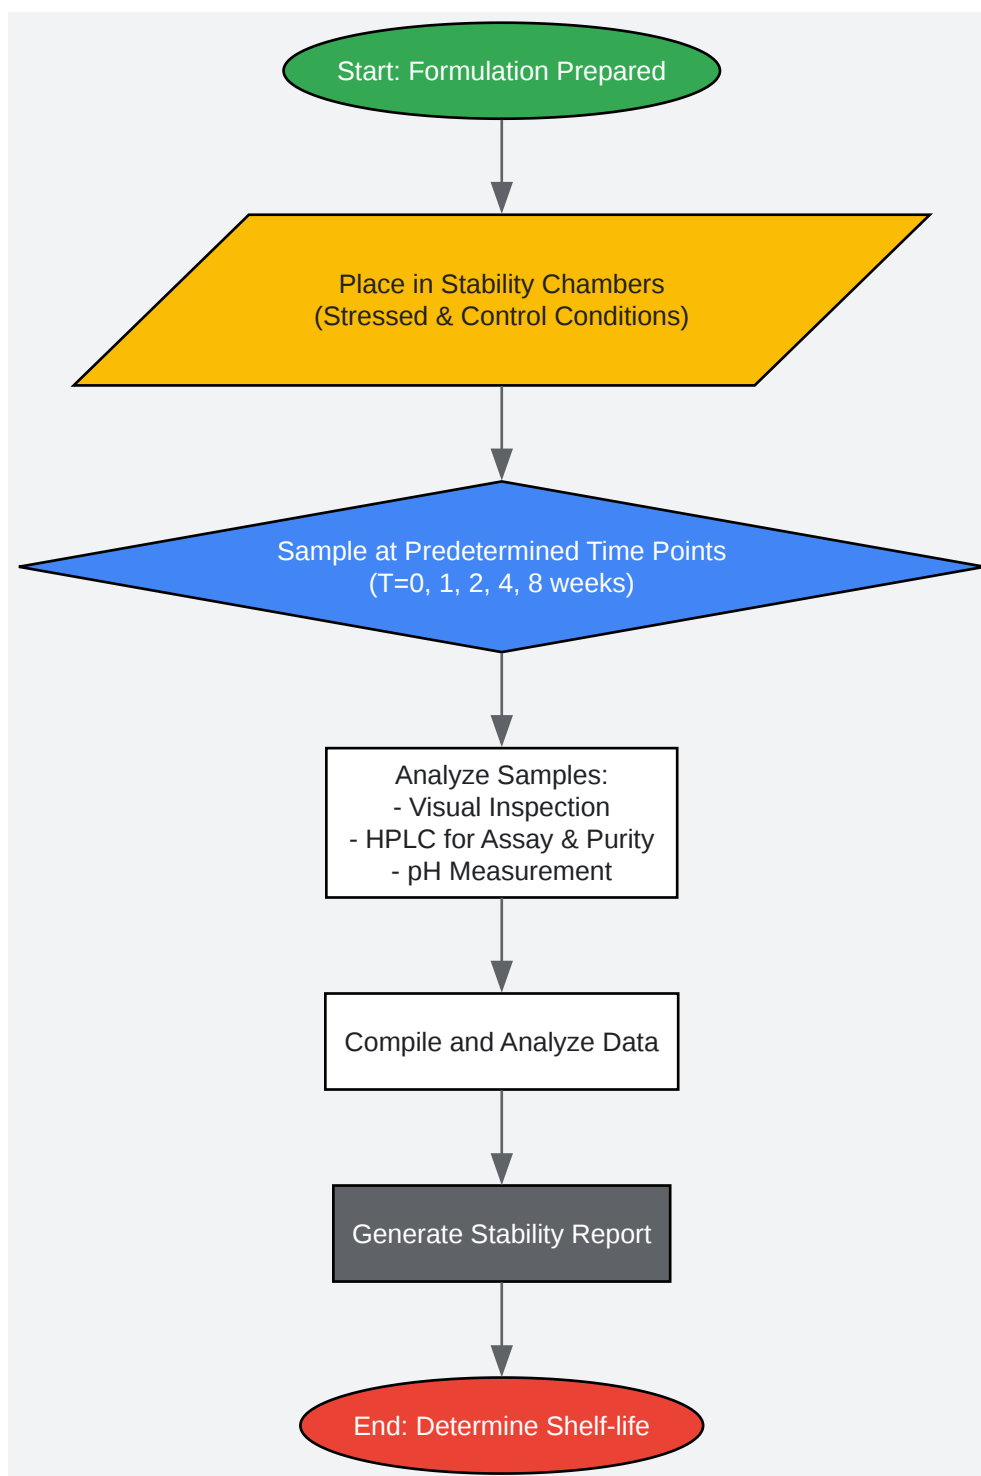 Start: Formulation Prepared
Place in Stability Chambers
(Stressed & Control Conditions)
Sample at Predetermined Time Points
(T=0, 1, 2, 4, 8 weeks)
Analyze Samples:
- Visual Inspection
- HPLC for Assay & Purity
- pH Measurement
Compile and Analyze Data
Generate Stability Report
End: Determine Shelf-life